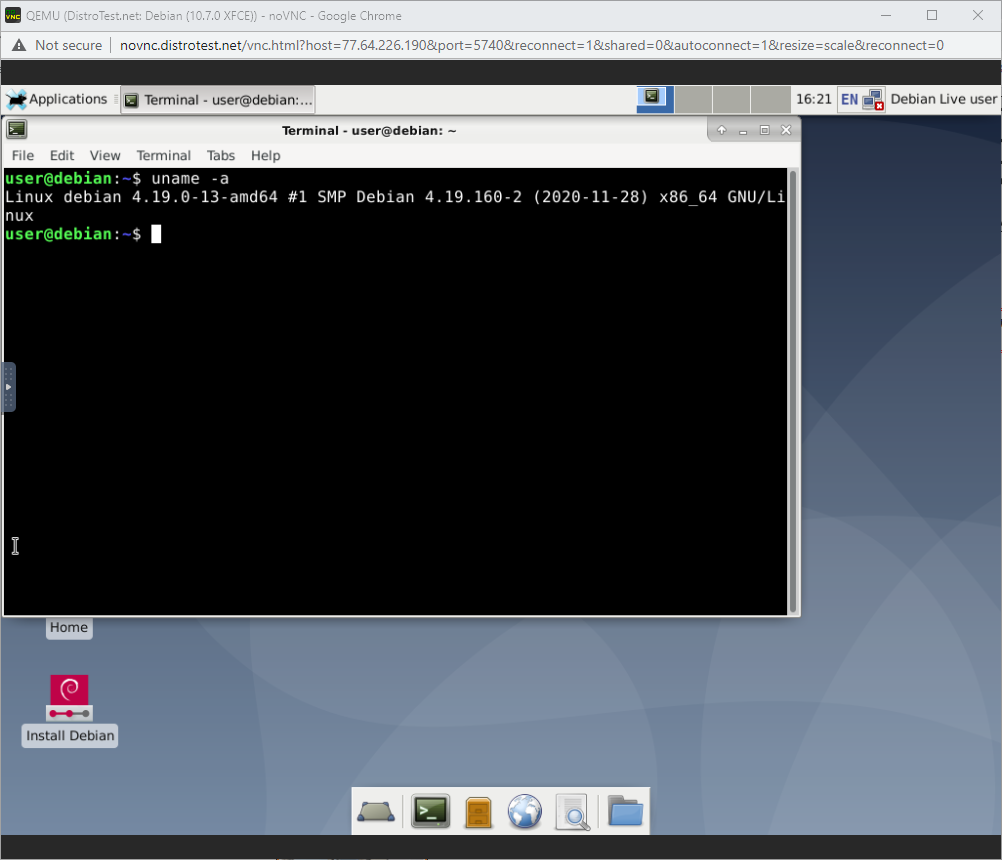 QEMU (DistroTest.net: Debian (10.7.0 XFCE)) - noVNC - Google Chrome
Not secure novnc.distrotest.net/vnc.html?host=77.64.226.190&port=5740&reconnect=1&shared=0&autoconnect=1&resize=scale&reconnect=0
Applications Terminal - user@debian:... 16:21 EN Debian Live user
Terminal - user@debian: ~
File Edit View Terminal Tabs Help
user@debian:~$ uname -a
Linux debian 4.19.0-13-amd64 #1 SMP Debian 4.19.160-2 (2020-11-28) x86_64 GNU/Li
nux
user@debian:~$
Home
Install Debian